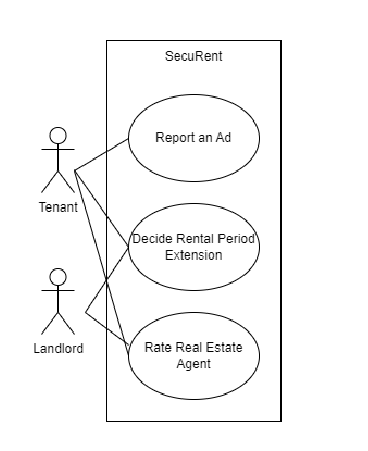 SecuRent
Report an Ad
Tenant
Decide Rental Period
Extension
Landlord
Rate Real Estate
Agent